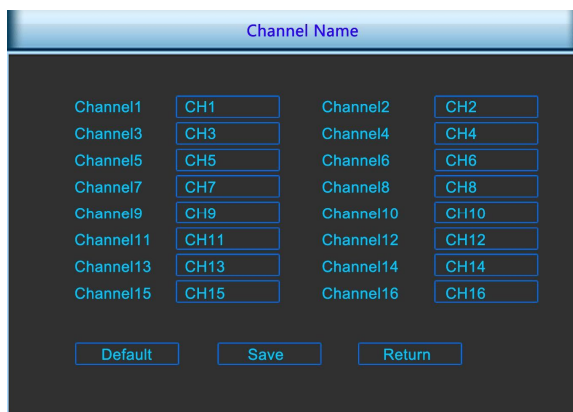 Channel Name
Channel1 CH1 Channel2 CH2
Channel3 CH3 Channel4 CH4
Channel5 CH5 Channel6 CH6
Channel7 CH7 Channel8 CH8
Channel9 CH9 Channel10 CH10
Channel11 CH11 Channel12 CH12
Channel13 CH13 Channel14 CH14
Channel15 CH15 Channel16 CH16
Default Save Return